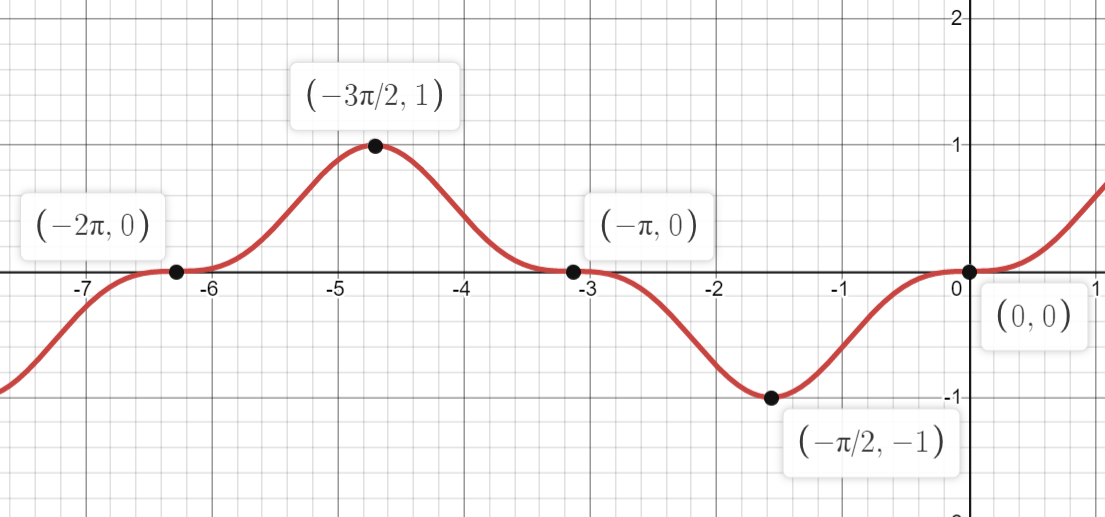 2
(−3π/2, 1)
1
(−2π, 0)
(−π, 0)
-7 -6 -5 -4 -3 -2 -1 0 1
(0, 0)
-1
(−π/2, −1)